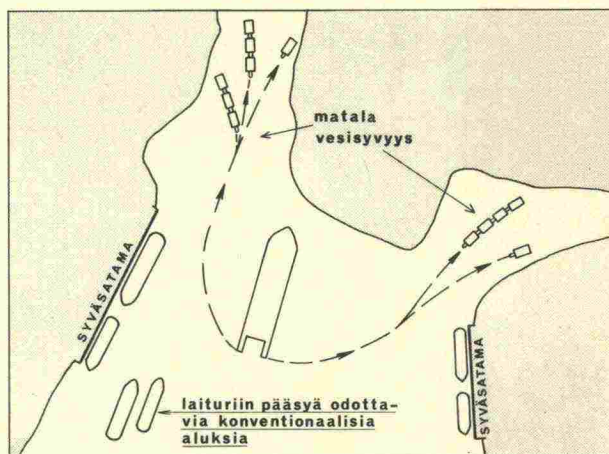 matala
vesisyvyys
SYVÄSATAMA
SYVÄSATAMA
laituriin pääsyä odotta-
via konventionaalisia
aluksia